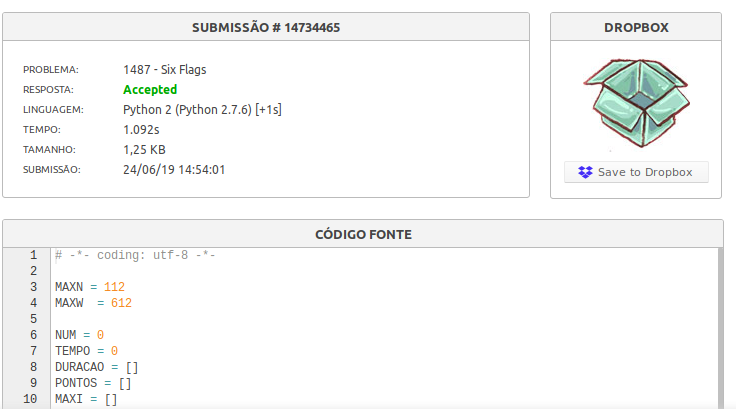 SUBMISSÃO # 14734465
PROBLEMA: 1487 - Six Flags
RESPOSTA: Accepted
LINGUAGEM: Python 2 (Python 2.7.6) [+1s]
TEMPO: 1.092s
TAMANHO: 1,25 KB
SUBMISSÃO: 24/06/19 14:54:01
DROPBOX
Save to Dropbox
CÓDIGO FONTE
1 # -*- coding: utf-8 -*-
2
3 MAXN = 112
4 MAXW  = 612
5
6 NUM = 0
7 TEMPO = 0
8 DURACAO = []
9 PONTOS = []
10 MAXI = []